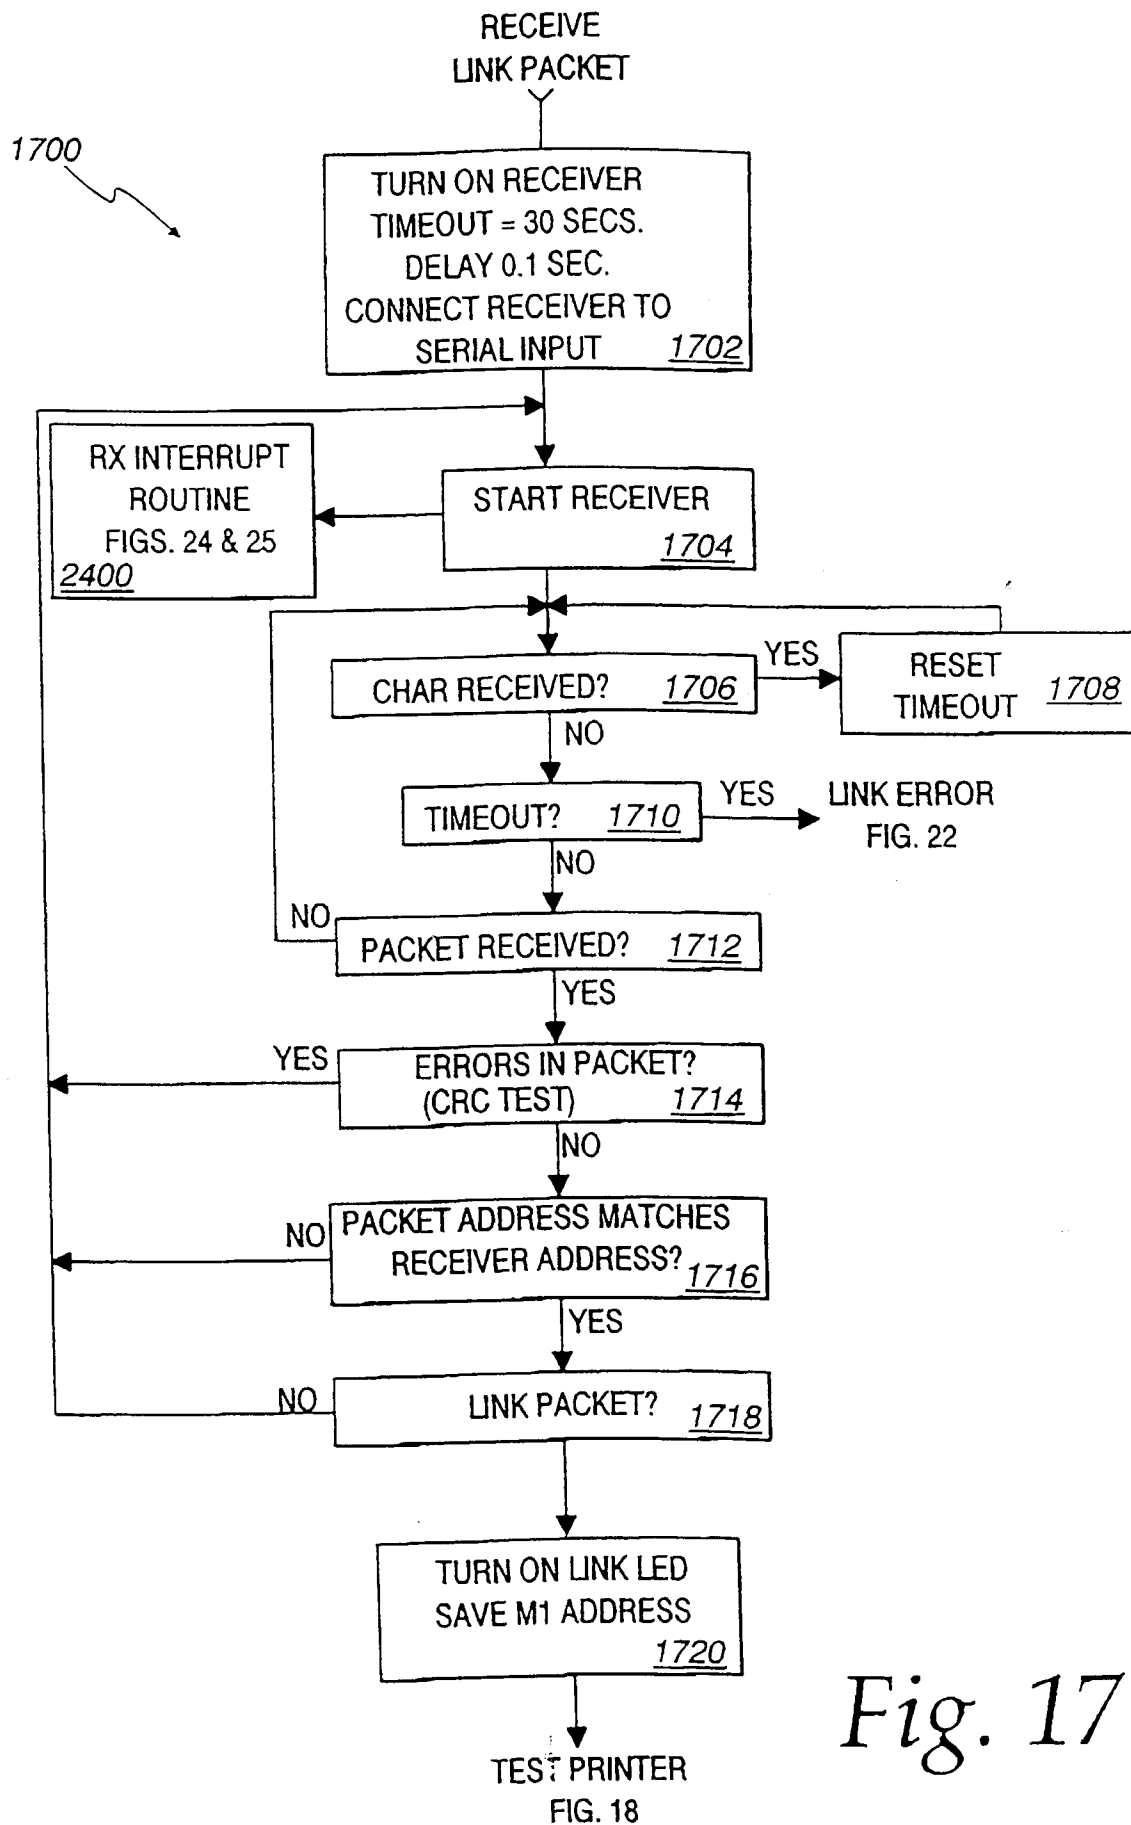 RECEIVE
LINK PACKET
1700
TURN ON RECEIVER
TIMEOUT = 30 SECS.
DELAY 0.1 SEC.
CONNECT RECEIVER TO
SERIAL INPUT 1702
RX INTERRUPT
ROUTINE
FIGS. 24 & 25
2400
START RECEIVER
1704
CHAR RECEIVED? 1706
YES
RESET
TIMEOUT 1708
NO
TIMEOUT? 1710
YES
LINK ERROR
FIG. 22
NO
NO
PACKET RECEIVED? 1712
YES
YES
ERRORS IN PACKET?
(CRC TEST) 1714
NO
NO
PACKET ADDRESS MATCHES
RECEIVER ADDRESS? 1716
YES
NO
LINK PACKET? 1718
TURN ON LINK LED
SAVE M1 ADDRESS
1720
TEST PRINTER
FIG. 18
Fig. 17